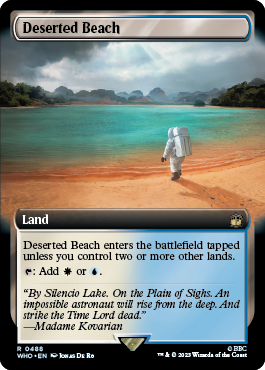 Deserted Beach
Land
Deserted Beach enters the battlefield tapped
unless you control two or more other lands.
: Add or .
“By Silencio Lake. On the Plain of Sighs. An
impossible astronaut will rise from the deep. And
strike the Time Lord dead.”
—Madame Kovarian
R 0488
WHO • EN Jonas De Ro
© BBC
™ & © 2023 Wizards of the Coast